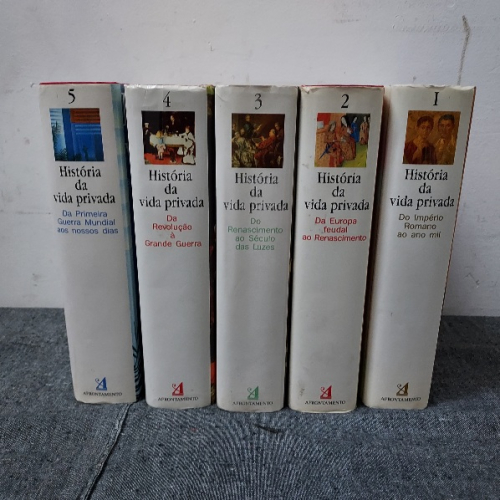 5
História
da
vida privada
Da Primeira
Guerra Mundial
aos nossos dias
AFRONTAMENTO
4
História
da
vida privada
Da
Revolução
à
Grande Guerra
AFRONTAMENTO
3
História
da
vida privada
Do
Renascimento
ao Século
das Luzes
AFRONTAMENTO
2
História
da
vida privada
Da Europa
feudal
ao Renascimento
AFRONTAMENTO
1
História
da
vida privada
Do Império
Romano
ao ano mil
AFRONTAMENTO